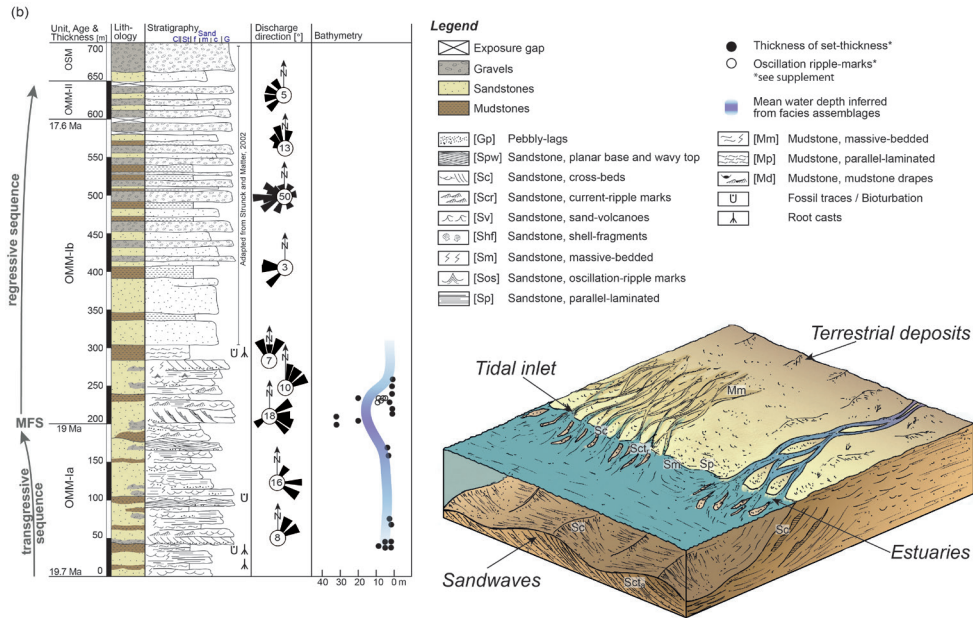 (b)
Unit, Age &
Thickness [m]
Lith-
ology
Stratigraphy
Sand
Cl|St| f | m | c | G
Discharge
direction [°]
Bathymetry
OSM
OMM-II
17.6 Ma
OMM-Ib
19 Ma
OMM-Ia
19.7 Ma
700
650
600
550
500
450
400
350
300
250
200
150
100
50
0
regressive sequence
MFS
transgressive
sequence
Adapted from Strunck and Matter, 2002
N
5
N
13
N
50
N
3
N
7
N
10
N
18
N
16
N
8
40
30
20
10
0 m
Legend
Exposure gap
Gravels
Sandstones
Mudstones
Thickness of set-thickness*
Oscillation ripple-marks*
*see supplement
Mean water depth inferred
from facies assemblages
[Gp] Pebbly-lags
[Spw] Sandstone, planar base and wavy top
[Sc] Sandstone, cross-beds
[Scr] Sandstone, current-ripple marks
[Sv] Sandstone, sand-volcanoes
[Shf] Sandstone, shell-fragments
[Sm] Sandstone, massive-bedded
[Sos] Sandstone, oscillation-ripple marks
[Sp] Sandstone, parallel-laminated
[Mm] Mudstone, massive-bedded
[Mp] Mudstone, parallel-laminated
[Md] Mudstone, mudstone drapes
Fossil traces / Bioturbation
Root casts
Terrestrial deposits
Tidal inlet
Mm
Sm
Sp
Sc
Estuaries
Sandwaves